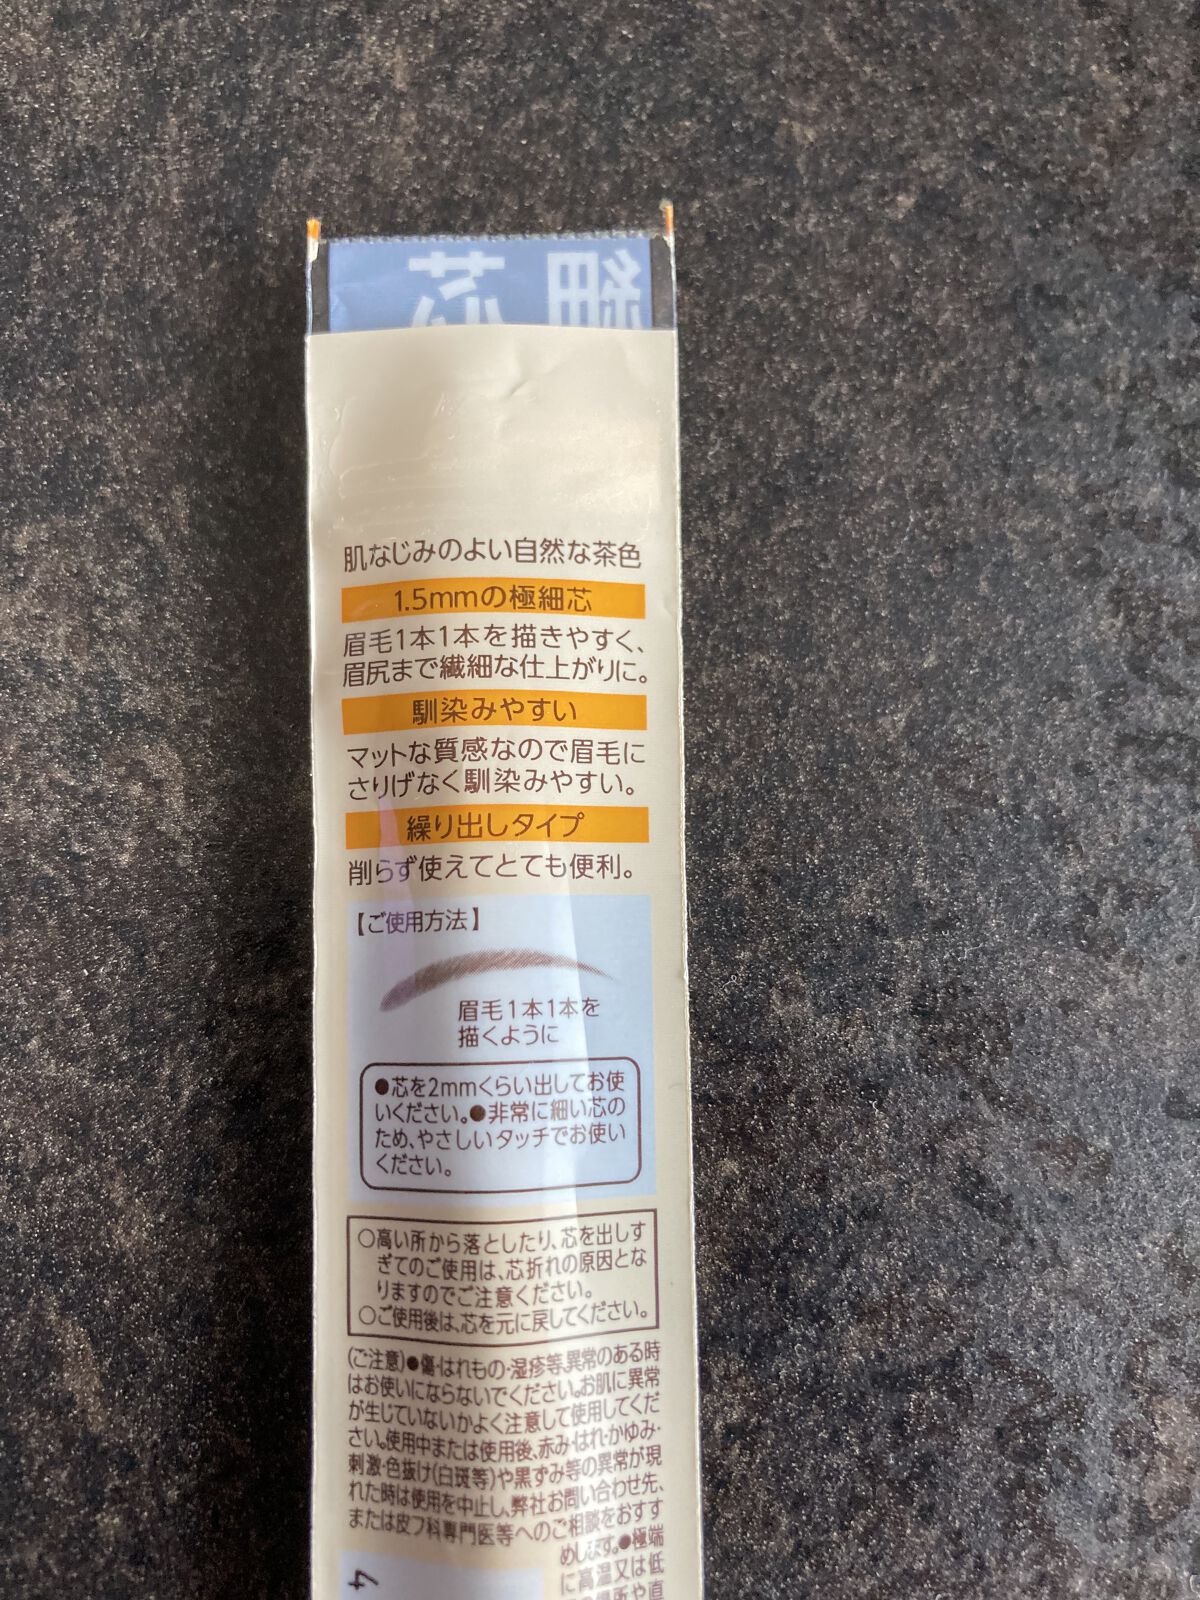 細芯
肌なじみのよい自然な茶色
1.5mmの極細芯
眉毛1本1本を描きやすく、
眉尻まで繊細な仕上がりに。
馴染みやすい
マットな質感なので眉毛に
さりげなく馴染みやすい。
繰り出しタイプ
削らず使えてとても便利。
【ご使用方法】
眉毛1本1本を
描くように
●芯を2mmくらい出してお使
いください。●非常に細い芯の
ため、やさしいタッチでお使い
ください。
○高い所から落としたり、芯を出しす
ぎてのご使用は、芯折れの原因とな
りますのでご注意ください。
○ご使用後は、芯を元に戻してください。
(ご注意)●傷・はれもの・湿疹等、異常のある時
はお使いにならないでください。お肌に異常
が生じていないかよく注意して使用してくだ
さい。使用中または使用後、赤み・はれ・かゆみ・
刺激・色抜け(白斑等)や黒ずみ等の異常が現
れた時は使用を中止し、弊社お問い合わせ先、
または皮フ科専門医等へのご相談をおすす
めします。●極端
に高温又は低
の場所や直
4